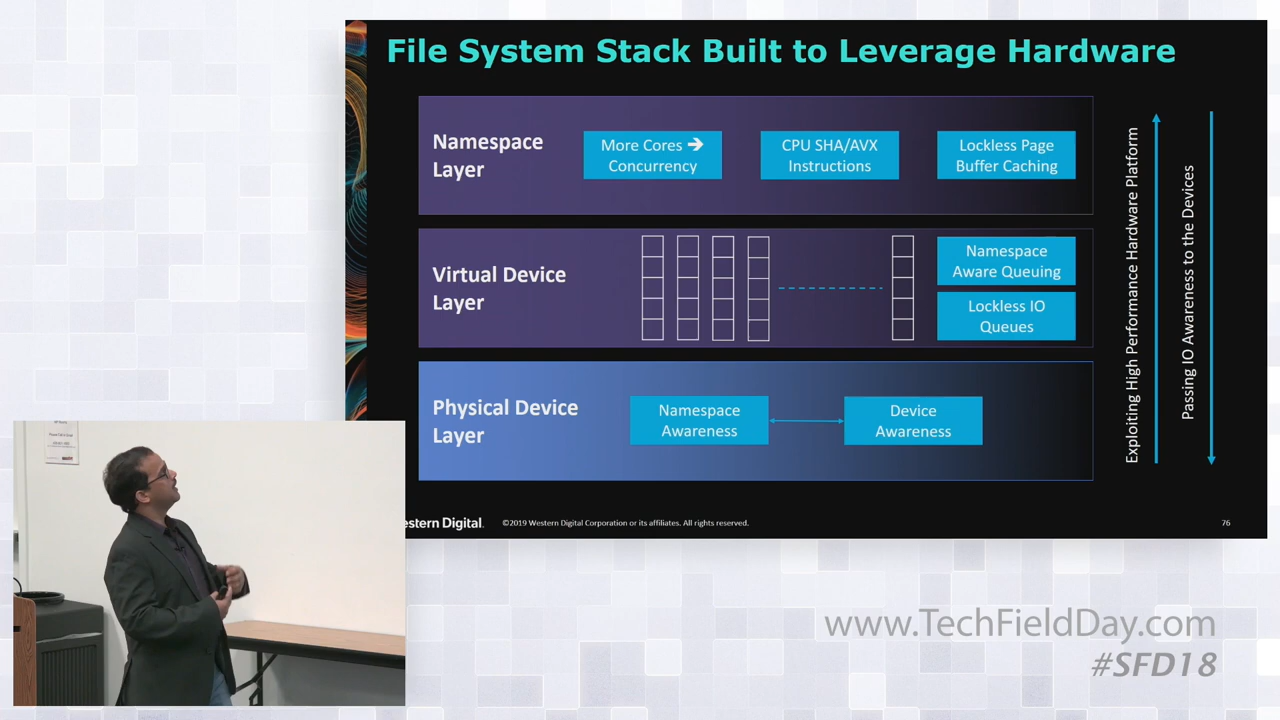 File System Stack Built to Leverage Hardware
Namespace
Layer
More Cores ➔
Concurrency
CPU SHA/AVX
Instructions
Lockless Page
Buffer Caching
Virtual Device
Layer
Namespace
Aware Queuing
Lockless IO
Queues
Physical Device
Layer
Namespace
Awareness
Device
Awareness
Exploiting High Performance Hardware Platform
Passing IO Awareness to the Devices
estern Digital.
©2019 Western Digital Corporation or its affiliates. All rights reserved.
76
www.TechFieldDay.com
#SFD18